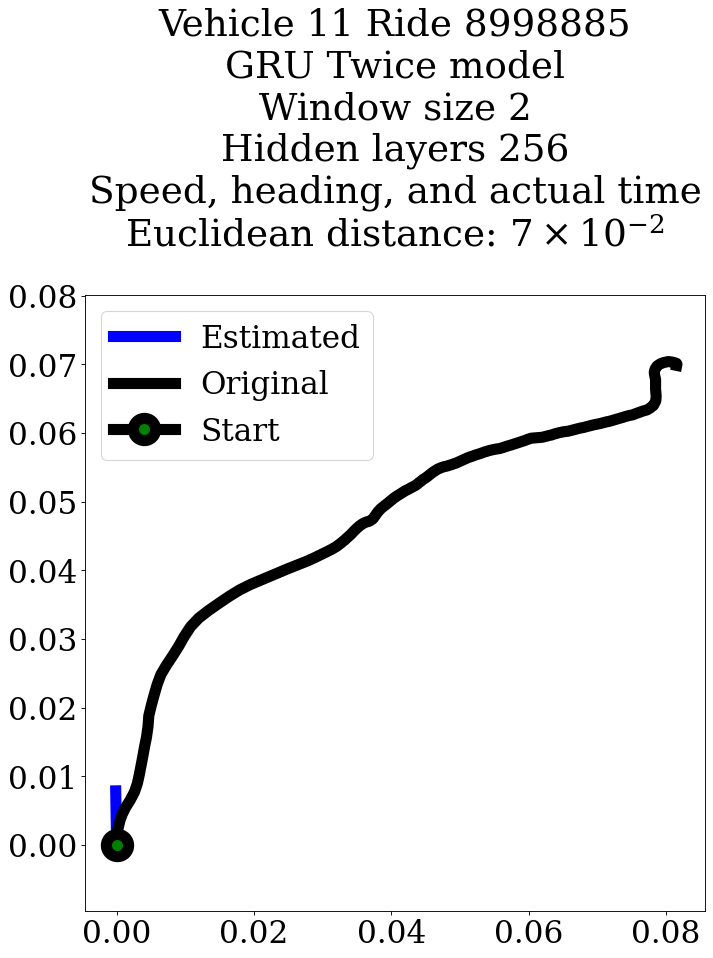 Vehicle 11 Ride 8998885
GRU Twice model
Window size 2
Hidden layers 256
Speed, heading, and actual time
Euclidean distance: 7 × 10⁻²
0.08
0.07
0.06
0.05
0.04
0.03
0.02
0.01
0.00
Estimated
Original
Start
0.00 0.02 0.04 0.06 0.08